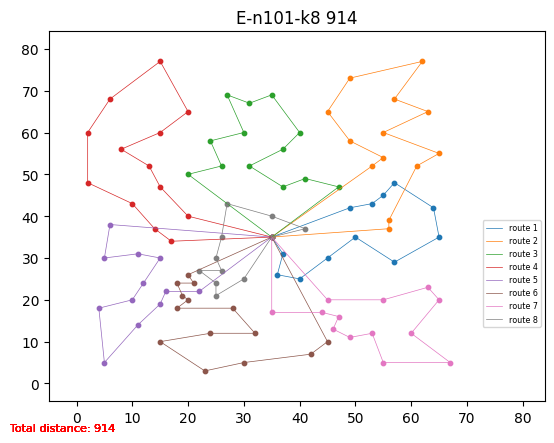 E-n101-k8 914
80
70
60
50
40
30
20
10
0
route 1
route 2
route 3
route 4
route 5
route 6
route 7
route 8
0 10 20 30 40 50 60 70 80
Total distance: 914